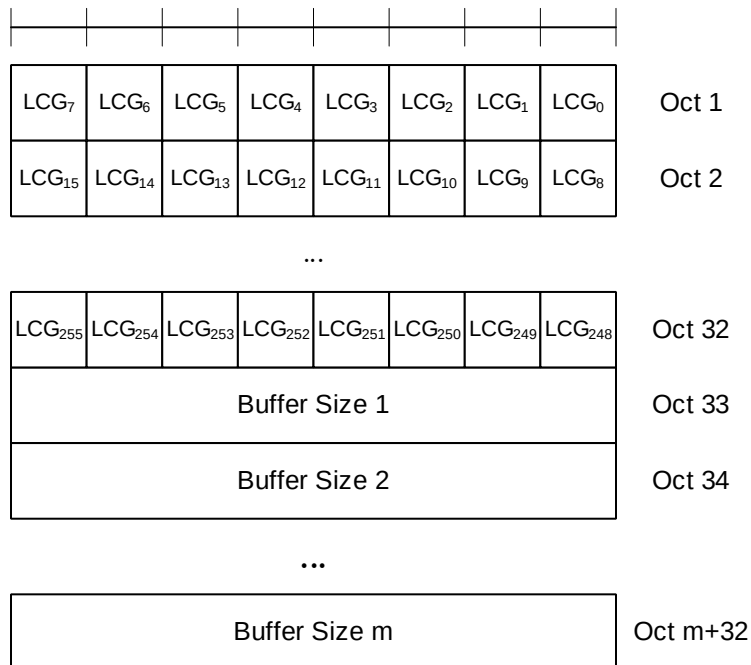 LCG₇ LCG₆ LCG₅ LCG₄ LCG₃ LCG₂ LCG₁ LCG₀ Oct 1
LCG₁₅ LCG₁₄ LCG₁₃ LCG₁₂ LCG₁₁ LCG₁₀ LCG₉ LCG₈ Oct 2
...
LCG₂₅₅ LCG₂₅₄ LCG₂₅₃ LCG₂₅₂ LCG₂₅₁ LCG₂₅₀ LCG₂₄₉ LCG₂₄₈ Oct 32
Buffer Size 1 Oct 33
Buffer Size 2 Oct 34
...
Buffer Size m Oct m+32